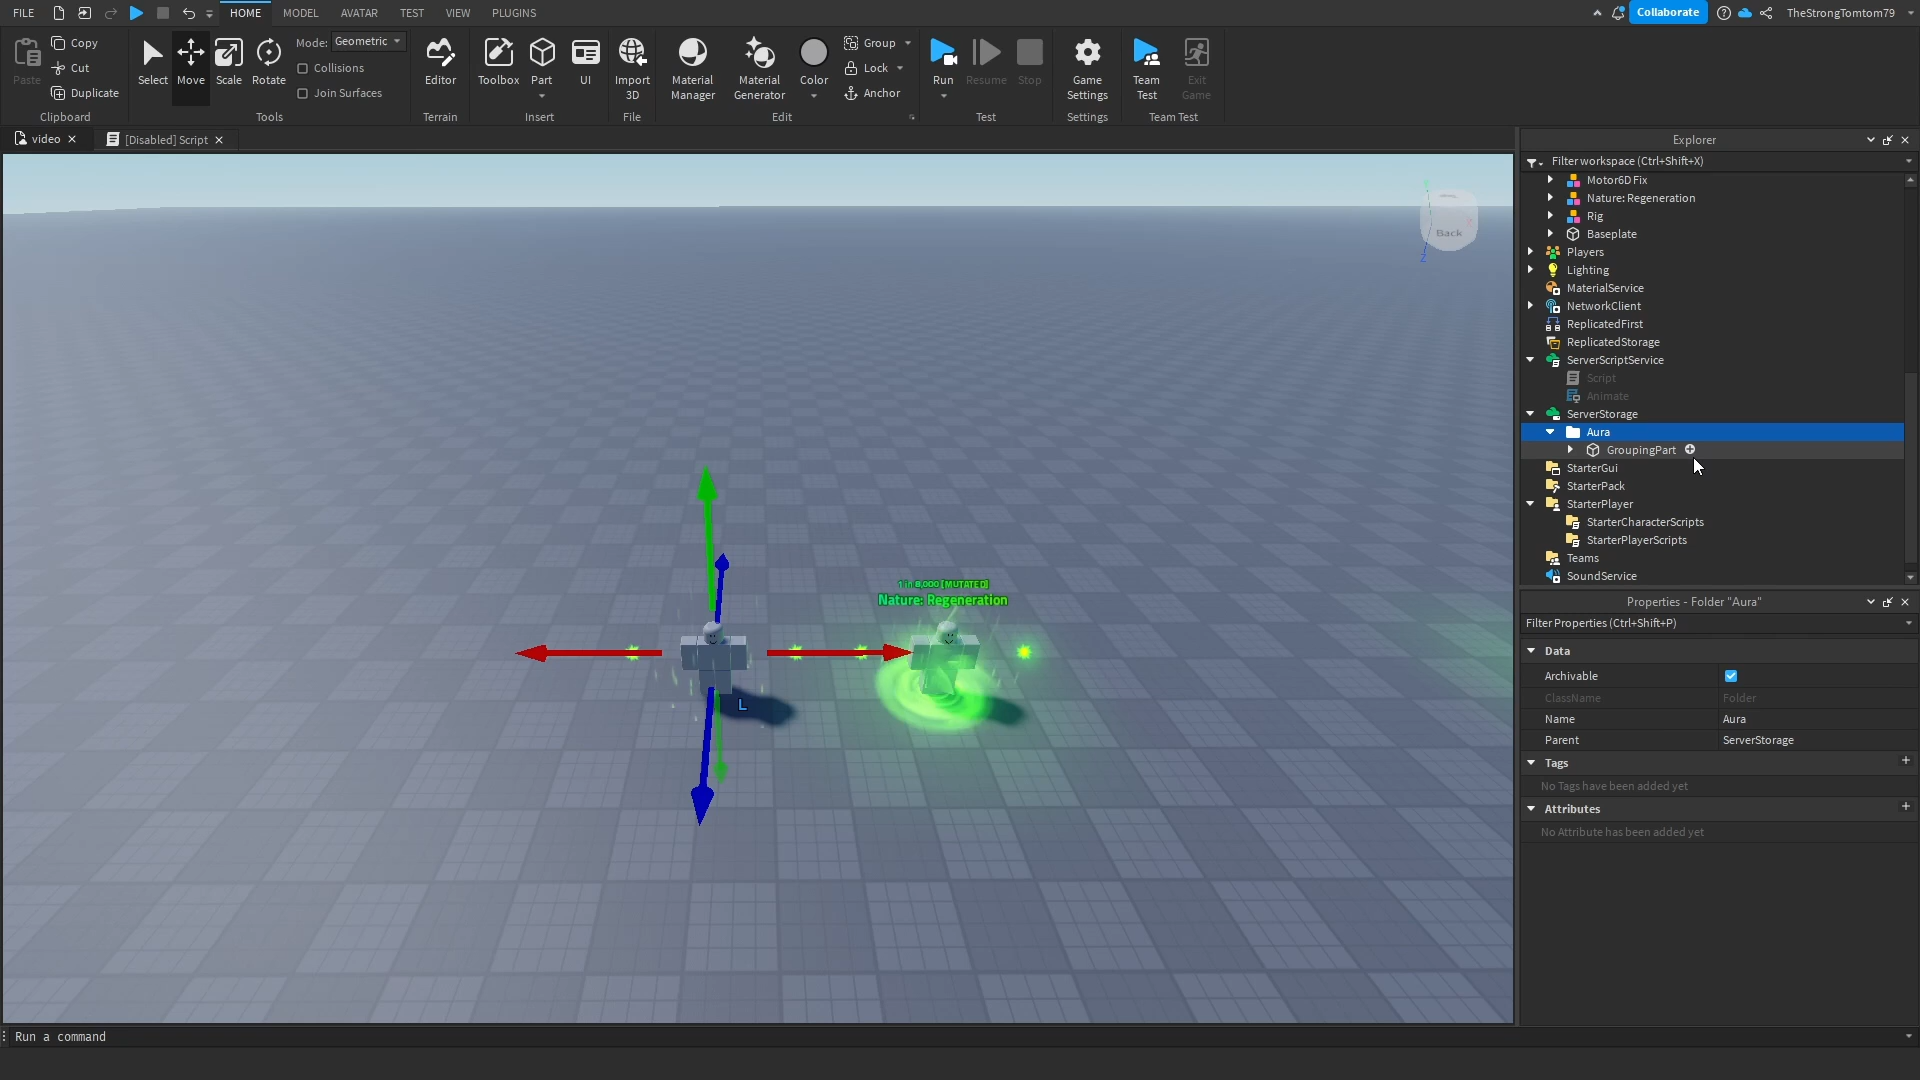 FILE HOME MODEL AVATAR TEST VIEW PLUGINS Collaborate TheStrongTomtom79
Paste Copy Cut Duplicate Clipboard
Select Move Scale Rotate Mode: Geometric Collisions Join Surfaces Tools
Editor Terrain
Toolbox Part UI Insert
Import 3D File
Material Manager Material Generator Color Group Lock Anchor Edit
Run Resume Stop Test
Game Settings Settings
Team Test Exit Game Team Test
video [Disabled] Script
Back
Z
1 in 8,000 [MUTATED]
Nature: Regeneration
L
Explorer
Filter workspace (Ctrl+Shift+X)
Motor6D Fix
Nature: Regeneration
Rig
Baseplate
Players
Lighting
MaterialService
NetworkClient
ReplicatedFirst
ReplicatedStorage
ServerScriptService
Script
Animate
ServerStorage
Aura
GroupingPart
StarterGui
StarterPack
StarterPlayer
StarterCharacterScripts
StarterPlayerScripts
Teams
SoundService
Properties - Folder "Aura"
Filter Properties (Ctrl+Shift+P)
Data
Archivable
ClassName Folder
Name Aura
Parent ServerStorage
Tags
No Tags have been added yet
Attributes
No Attribute has been added yet
Run a command